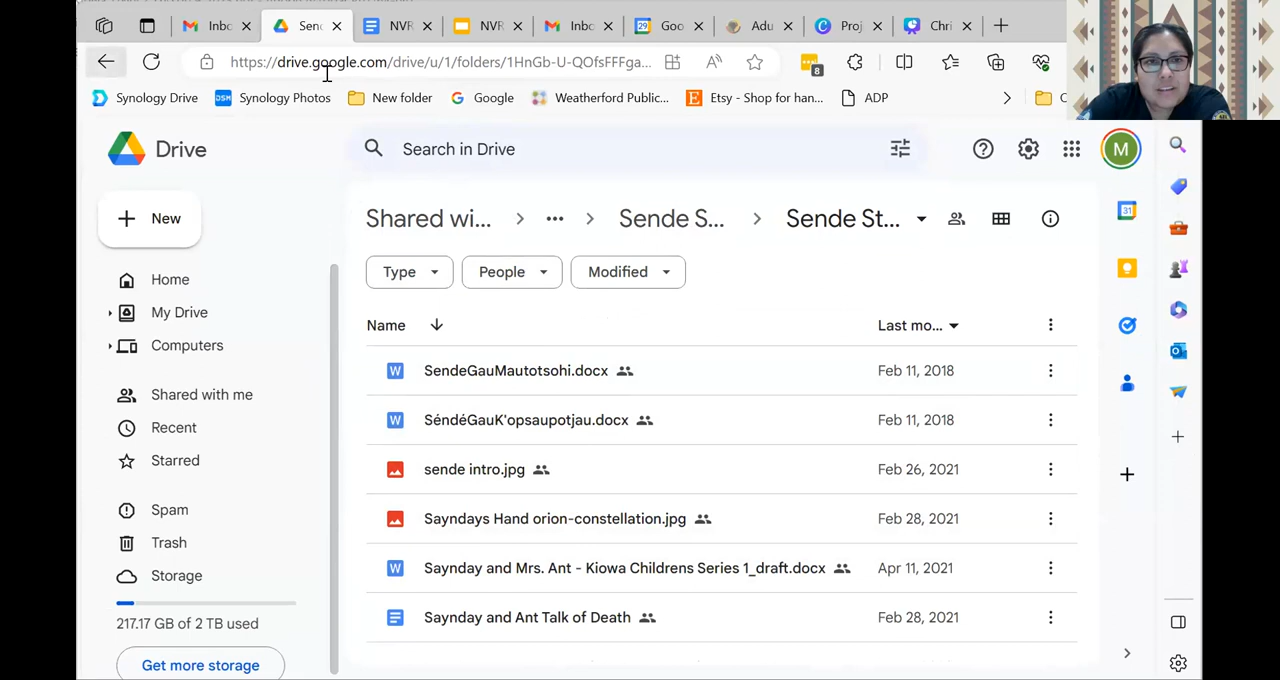 Inbc
Senc
NVR
NVR
Inbc
Goo
Adu
Proj
Chri
https://drive.google.com/drive/u/1/folders/1HnGb-U-QOfsFFFga...
8
Synology Drive
Synology Photos
New folder
Google
Weatherford Public...
Etsy - Shop for han...
ADP
Drive
Search in Drive
M
New
Shared wi... > ... > Sende S... > Sende St...
Type
People
Modified
Home
My Drive
Computers
Shared with me
Recent
Starred
Spam
Trash
Storage
217.17 GB of 2 TB used
Get more storage
Name
Last mo...
SendeGauMautotsohi.docx Feb 11, 2018
SéndéGauK'opsaupotjau.docx Feb 11, 2018
sende intro.jpg Feb 26, 2021
Sayndays Hand orion-constellation.jpg Feb 28, 2021
Saynday and Mrs. Ant - Kiowa Childrens Series 1_draft.docx Apr 11, 2021
Saynday and Ant Talk of Death Feb 28, 2021
31